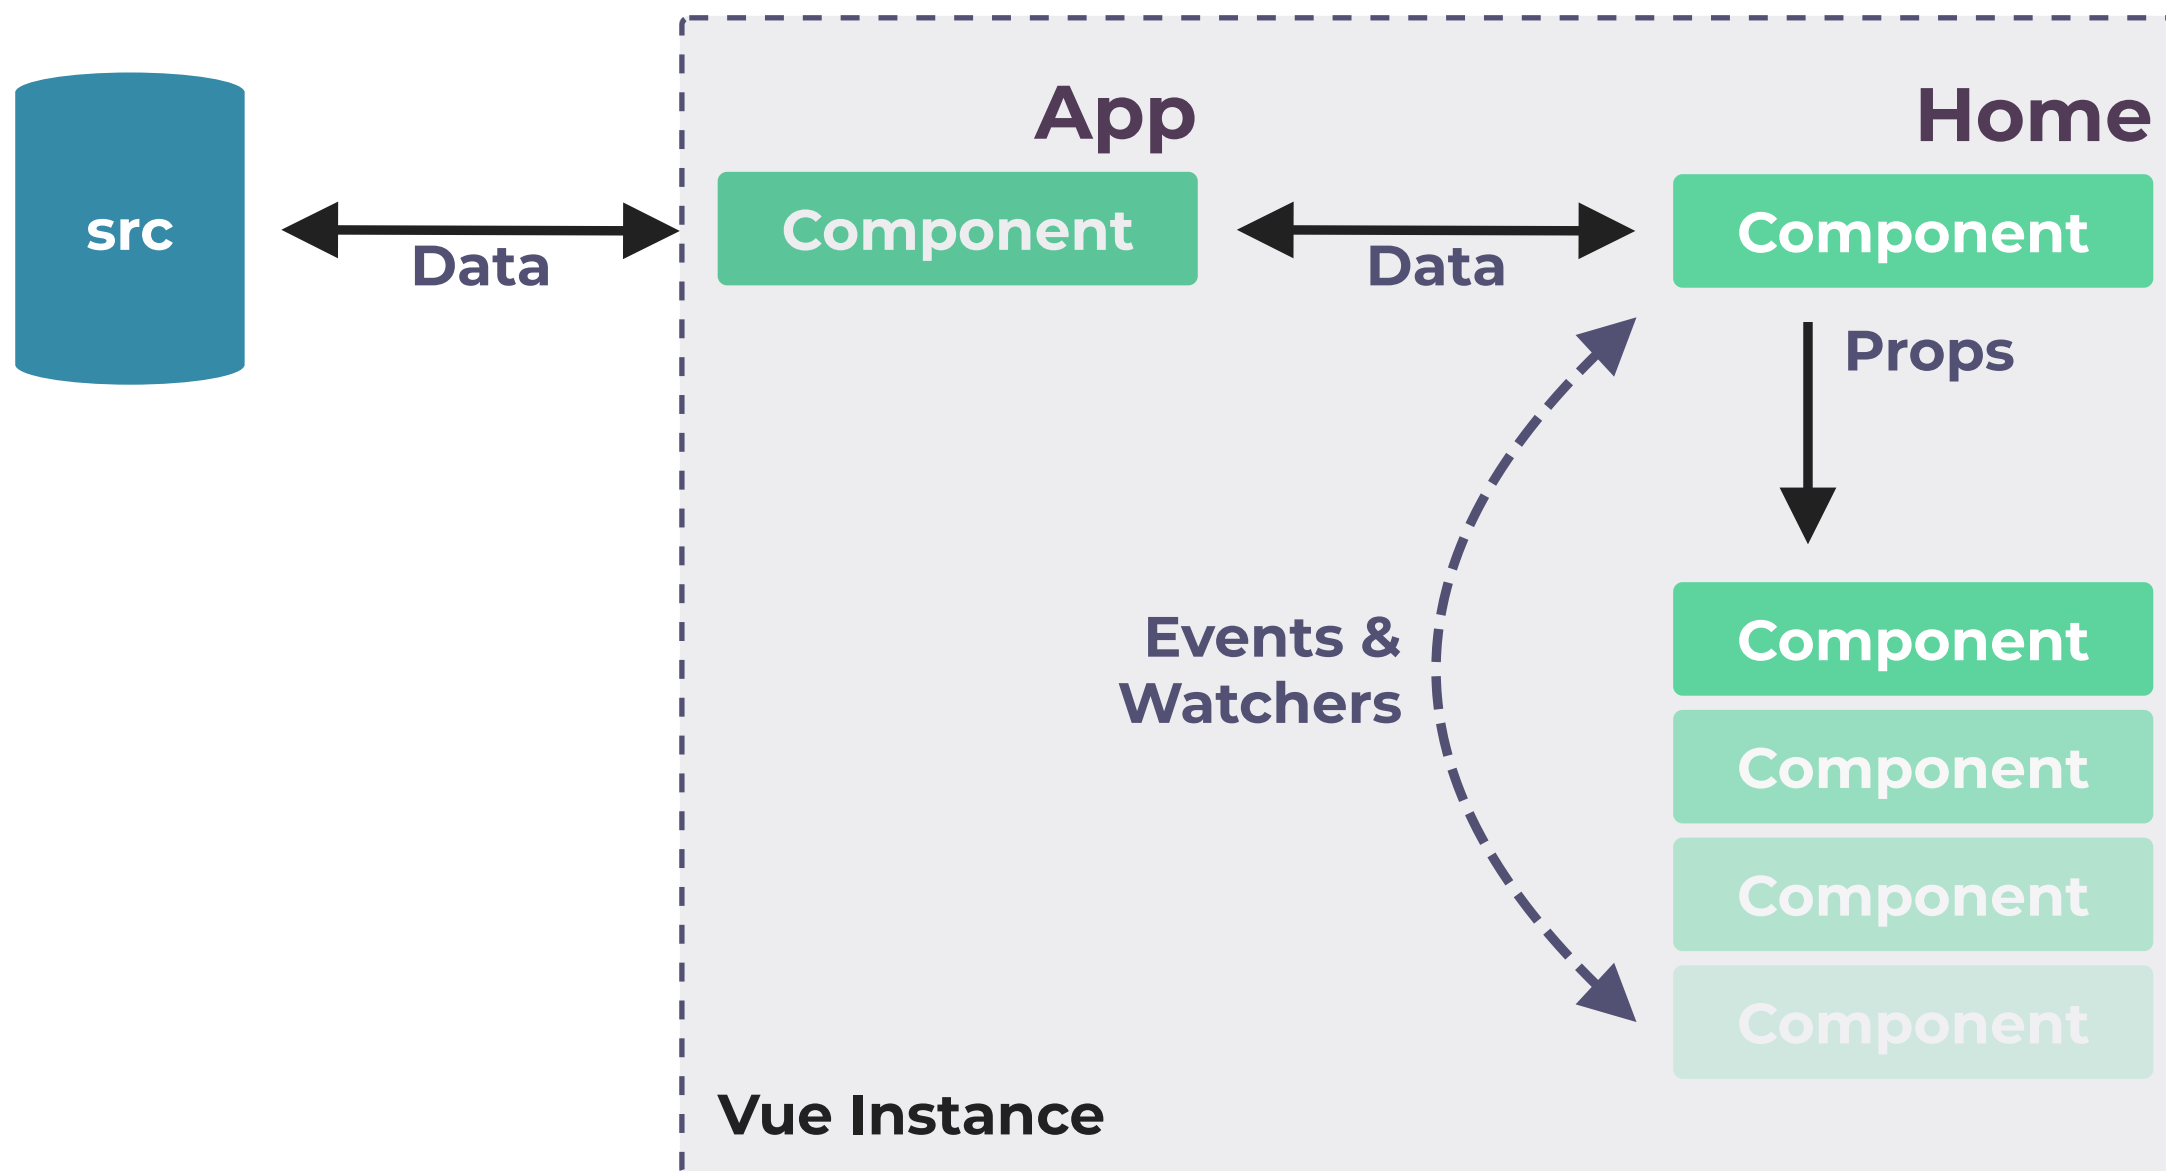 App
Home
src
Data
Component
Data
Component
Props
Events &
Watchers
Component
Component
Component
Component
Vue Instance